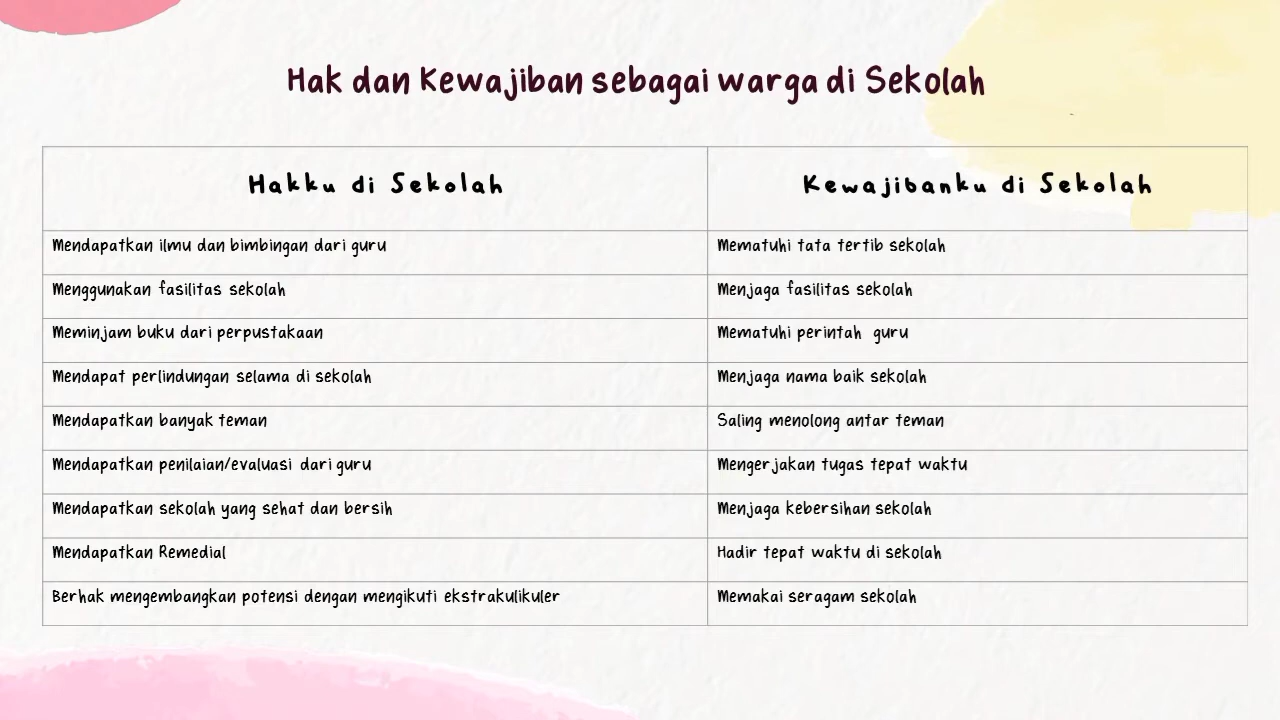 Hak dan Kewajiban sebagai warga di Sekolah
Hakku di Sekolah
Kewajibanku di Sekolah
Mendapatkan ilmu dan bimbingan dari guru
Mematuhi tata tertib sekolah
Menggunakan fasilitas sekolah
Menjaga fasilitas sekolah
Meminjam buku dari perpustakaan
Mematuhi perintah guru
Mendapat perlindungan selama di sekolah
Menjaga nama baik sekolah
Mendapatkan banyak teman
Saling menolong antar teman
Mendapatkan penilaian/evaluasi dari guru
Mengerjakan tugas tepat waktu
Mendapatkan sekolah yang sehat dan bersih
Menjaga kebersihan sekolah
Mendapatkan Remedial
Hadir tepat waktu di sekolah
Berhak mengembangkan potensi dengan mengikuti ekstrakulikuler
Memakai seragam sekolah